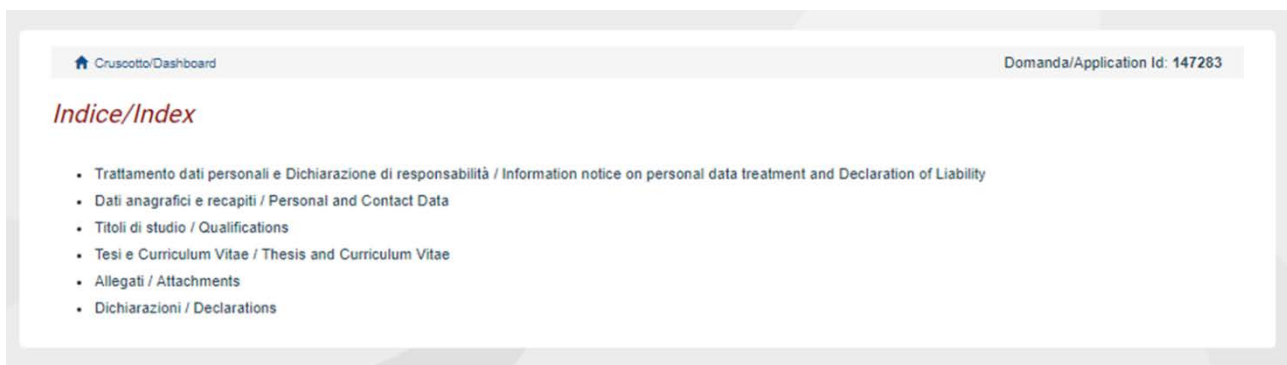 Cruscotto/Dashboard
Domanda/Application Id: 147283
Indice/Index
Trattamento dati personali e Dichiarazione di responsabilità / Information notice on personal data treatment and Declaration of Liability
Dati anagrafici e recapiti / Personal and Contact Data
Titoli di studio / Qualifications
Tesi e Curriculum Vitae / Thesis and Curriculum Vitae
Allegati / Attachments
Dichiarazioni / Declarations